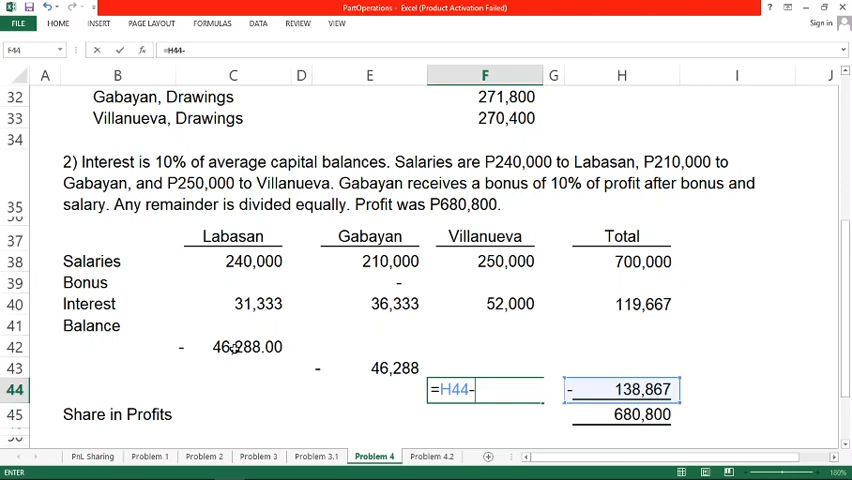 PartOperations - Excel (Product Activation Failed)
FILE HOME INSERT PAGE LAYOUT FORMULAS DATA REVIEW VIEW Sign in
F44 =H44-
A B C D E F G H I J
32 Gabayan, Drawings 271,800
33 Villanueva, Drawings 270,400
34
2) Interest is 10% of average capital balances. Salaries are P240,000 to Labasan, P210,000 to
Gabayan, and P250,000 to Villanueva. Gabayan receives a bonus of 10% of profit after bonus and
35 salary. Any remainder is divided equally. Profit was P680,800.
37 Labasan Gabayan Villanueva Total
38 Salaries 240,000 210,000 250,000 700,000
39 Bonus -
40 Interest 31,333 36,333 52,000 119,667
41 Balance
42 - 46,288.00
43 - 46,288
44 =H44- - 138,867
45 Share in Profits 680,800
PnL Sharing Problem 1 Problem 2 Problem 3 Problem 3.1 Problem 4 Problem 4.2
ENTER 180%